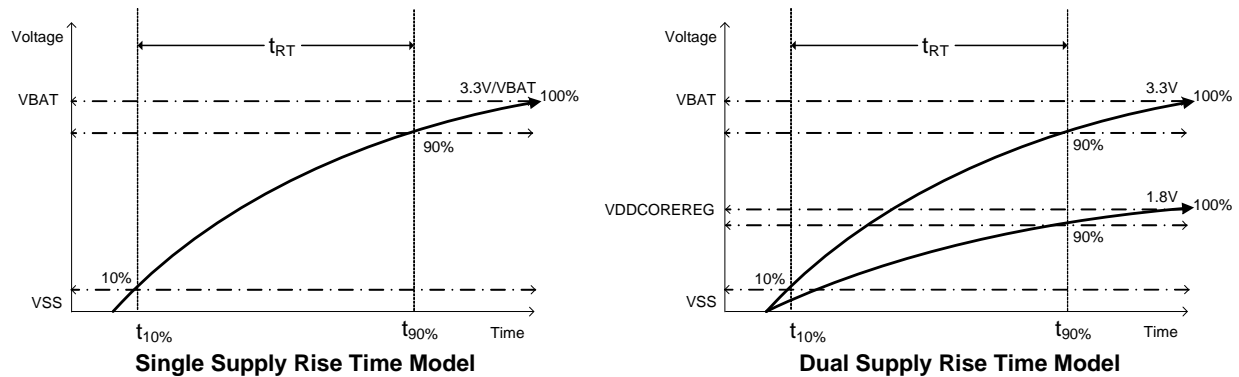 Voltage
tRT
3.3V/VBAT
100%
VBAT
90%
10%
VSS
t10%
t90%
Time
Single Supply Rise Time Model
Voltage
tRT
3.3V
100%
VBAT
90%
1.8V
100%
VDDCOREREG
90%
10%
VSS
t10%
t90%
Time
Dual Supply Rise Time Model